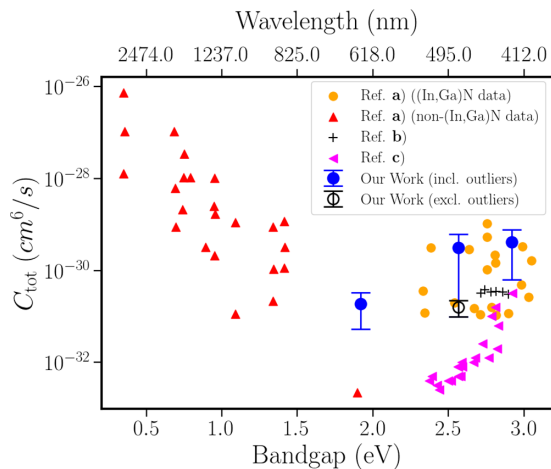 Wavelength (nm)
2474.0 1237.0 825.0 618.0 495.0 412.0
10^−26
10^−28
10^−30
10^−32
C_tot (cm^6/s)
Ref. a) ((In,Ga)N data)
Ref. a) (non-(In,Ga)N data)
Ref. b)
Ref. c)
Our Work (incl. outliers)
Our Work (excl. outliers)
0.5 1.0 1.5 2.0 2.5 3.0
Bandgap (eV)